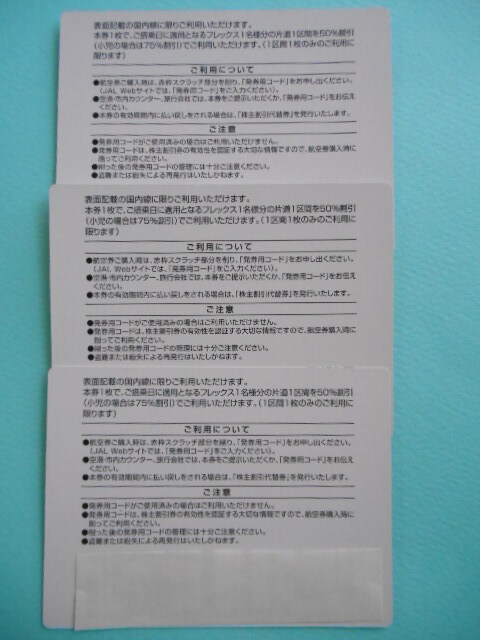 表面記載の国内線に限りご利用いただけます。
本券1枚で、ご搭乗日に適用となるフレックス1名様分の片道1区間を50%割引
(小児の場合は75%割引)でご利用いただけます。(1区間1枚のみのご利用に
限ります)
ご利用について
●航空券ご購入時は、赤枠スクラッチ部分を削り、「発券用コード」をお申し出ください。
(JAL Webサイトでは、「発券用コード」をご入力ください。)
●空港・市内カウンター、旅行会社では、本券をご提示いただくか、「発券用コード」をお伝え
ください。
●本券の有効期間内に払い戻しをされる場合は、「株主割引代替券」を発行いたします。
ご注意
●発券用コードがご使用済みの場合はご利用いただけません。
●発券用コードは、株主割引券の有効性を認証する大切な情報ですので、航空券購入時に
削ってご利用ください。
●削った後の発券用コードの管理には十分ご注意ください。
●盗難または紛失による再発行はいたしかねます。
表面記載の国内線に限りご利用いただけます。
本券1枚で、ご搭乗日に適用となるフレックス1名様分の片道1区間を50%割引
(小児の場合は75%割引)でご利用いただけます。(1区間1枚のみのご利用に
限ります)
ご利用について
●航空券ご購入時は、赤枠スクラッチ部分を削り、「発券用コード」をお申し出ください。
(JAL Webサイトでは、「発券用コード」をご入力ください。)
●空港・市内カウンター、旅行会社では、本券をご提示いただくか、「発券用コード」をお伝え
ください。
●本券の有効期間内に払い戻しをされる場合は、「株主割引代替券」を発行いたします。
ご注意
●発券用コードがご使用済みの場合はご利用いただけません。
●発券用コードは、株主割引券の有効性を認証する大切な情報ですので、航空券購入時に
削ってご利用ください。
●削った後の発券用コードの管理には十分ご注意ください。
●盗難または紛失による再発行はいたしかねます。
表面記載の国内線に限りご利用いただけます。
本券1枚で、ご搭乗日に適用となるフレックス1名様分の片道1区間を50%割引
(小児の場合は75%割引)でご利用いただけます。(1区間1枚のみのご利用に
限ります)
ご利用について
●航空券ご購入時は、赤枠スクラッチ部分を削り、「発券用コード」をお申し出ください。
(JAL Webサイトでは、「発券用コード」をご入力ください。)
●空港・市内カウンター、旅行会社では、本券をご提示いただくか、「発券用コード」をお伝え
ください。
●本券の有効期間内に払い戻しをされる場合は、「株主割引代替券」を発行いたします。
ご注意
●発券用コードがご使用済みの場合はご利用いただけません。
●発券用コードは、株主割引券の有効性を認証する大切な情報ですので、航空券購入時に
削ってご利用ください。
●削った後の発券用コードの管理には十分ご注意ください。
●盗難または紛失による再発行はいたしかねます。